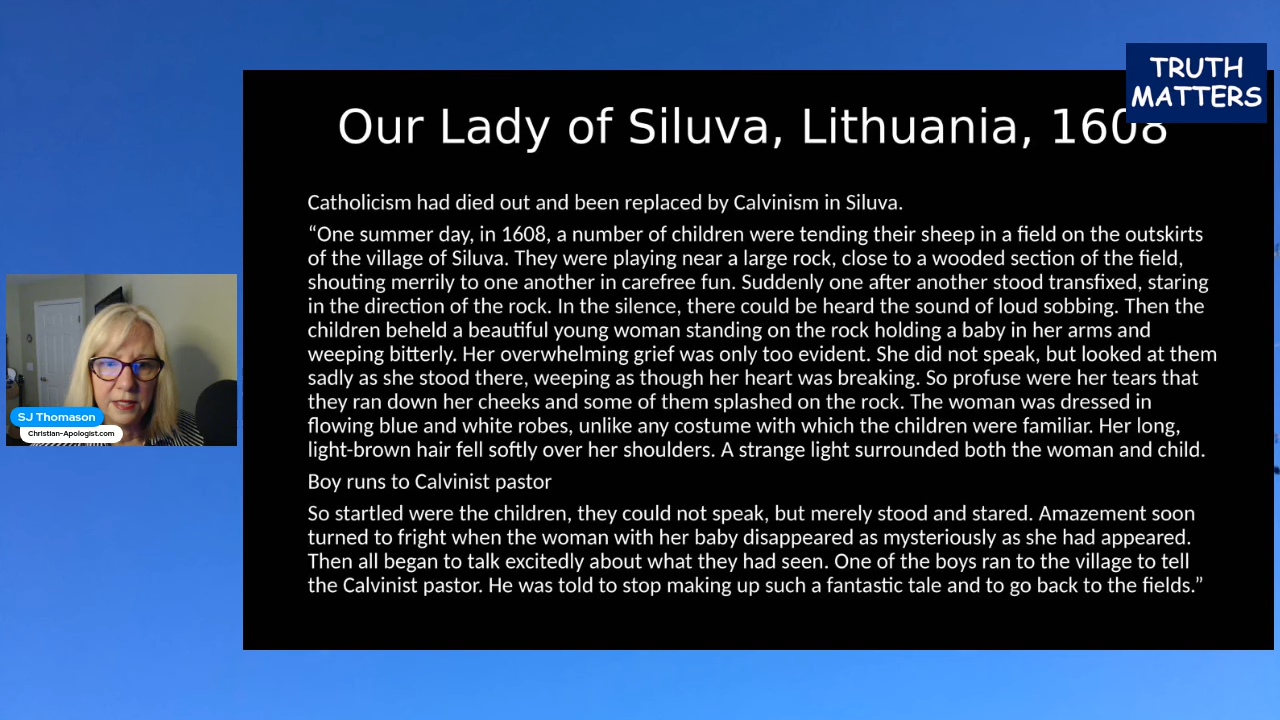 TRUTH
MATTERS
Our Lady of Siluva, Lithuania, 1608
Catholicism had died out and been replaced by Calvinism in Siluva.
“One summer day, in 1608, a number of children were tending their sheep in a field on the outskirts
of the village of Siluva. They were playing near a large rock, close to a wooded section of the field,
shouting merrily to one another in carefree fun. Suddenly one after another stood transfixed, staring
in the direction of the rock. In the silence, there could be heard the sound of loud sobbing. Then the
children beheld a beautiful young woman standing on the rock holding a baby in her arms and
weeping bitterly. Her overwhelming grief was only too evident. She did not speak, but looked at them
sadly as she stood there, weeping as though her heart was breaking. So profuse were her tears that
they ran down her cheeks and some of them splashed on the rock. The woman was dressed in
flowing blue and white robes, unlike any costume with which the children were familiar. Her long,
light-brown hair fell softly over her shoulders. A strange light surrounded both the woman and child.
Boy runs to Calvinist pastor
So startled were the children, they could not speak, but merely stood and stared. Amazement soon
turned to fright when the woman with her baby disappeared as mysteriously as she had appeared.
Then all began to talk excitedly about what they had seen. One of the boys ran to the village to tell
the Calvinist pastor. He was told to stop making up such a fantastic tale and to go back to the fields.”
SJ Thomason
Christian-Apologist.com